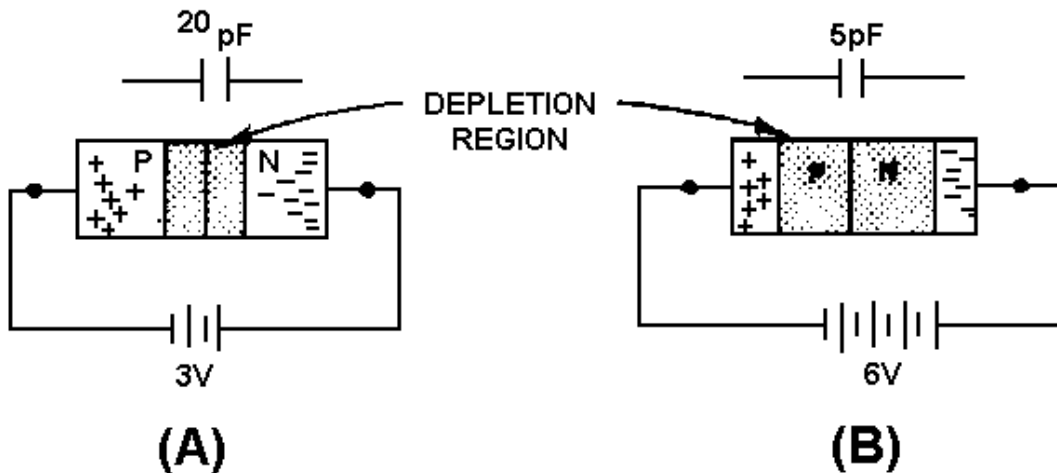 20 pF
5pF
DEPLETION
REGION
P
N
P
N
3V
6V
(A)
(B)